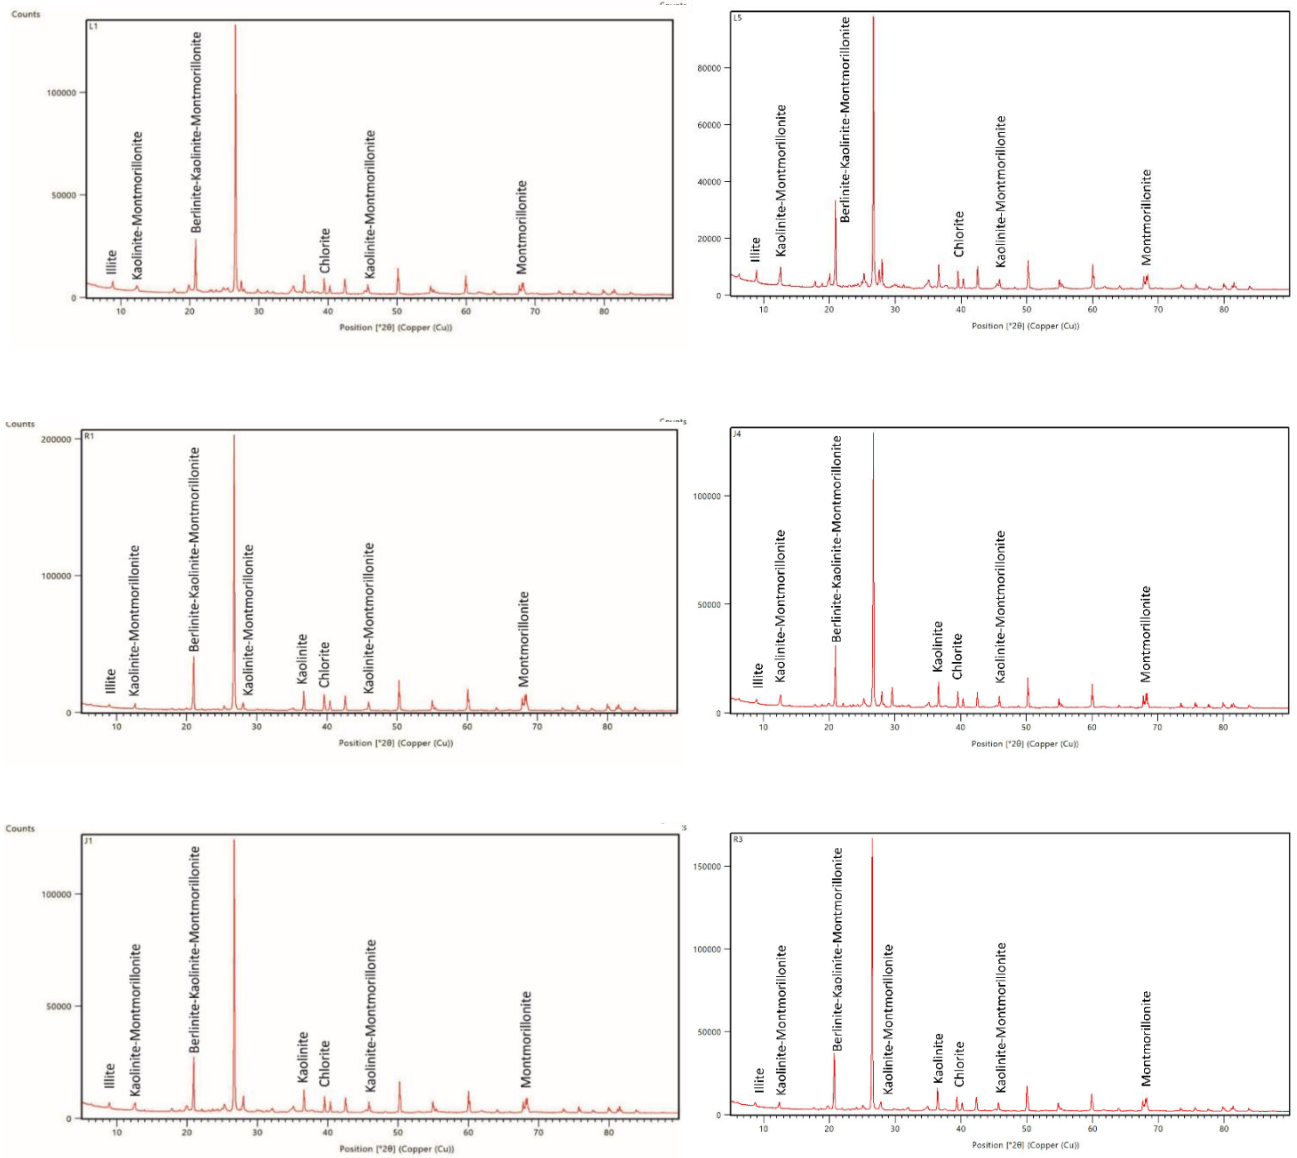 Counts
L1
100000
50000
0
Illite
Kaolinite-Montmorillonite
Berlinite-Kaolinite-Montmorillonite
Chlorite
Kaolinite-Montmorillonite
Montmorillonite
10 20 30 40 50 60 70 80
Position [°2θ] (Copper (Cu))
L5
80000
60000
40000
20000
0
Illite
Kaolinite-Montmorillonite
Berlinite-Kaolinite-Montmorillonite
Chlorite
Kaolinite-Montmorillonite
Montmorillonite
10 20 30 40 50 60 70 80
Position [°2θ] (Copper (Cu))
Counts
R1
200000
100000
0
Illite
Kaolinite-Montmorillonite
Berlinite-Kaolinite-Montmorillonite
Kaolinite-Montmorillonite
Kaolinite
Chlorite
Kaolinite-Montmorillonite
Montmorillonite
10 20 30 40 50 60 70 80
Position [°2θ] (Copper (Cu))
J4
100000
50000
0
Illite
Kaolinite-Montmorillonite
Berlinite-Kaolinite-Montmorillonite
Kaolinite
Chlorite
Kaolinite-Montmorillonite
Montmorillonite
10 20 30 40 50 60 70 80
Position [°2θ] (Copper (Cu))
Counts
J1
100000
50000
0
Illite
Kaolinite-Montmorillonite
Berlinite-Kaolinite-Montmorillonite
Kaolinite
Chlorite
Kaolinite-Montmorillonite
Montmorillonite
10 20 30 40 50 60 70 80
Position [°2θ] (Copper (Cu))
R3
150000
100000
50000
0
Illite
Kaolinite-Montmorillonite
Berlinite-Kaolinite-Montmorillonite
Kaolinite-Montmorillonite
Kaolinite
Chlorite
Kaolinite-Montmorillonite
Montmorillonite
10 20 30 40 50 60 70 80
Position [°2θ] (Copper (Cu))